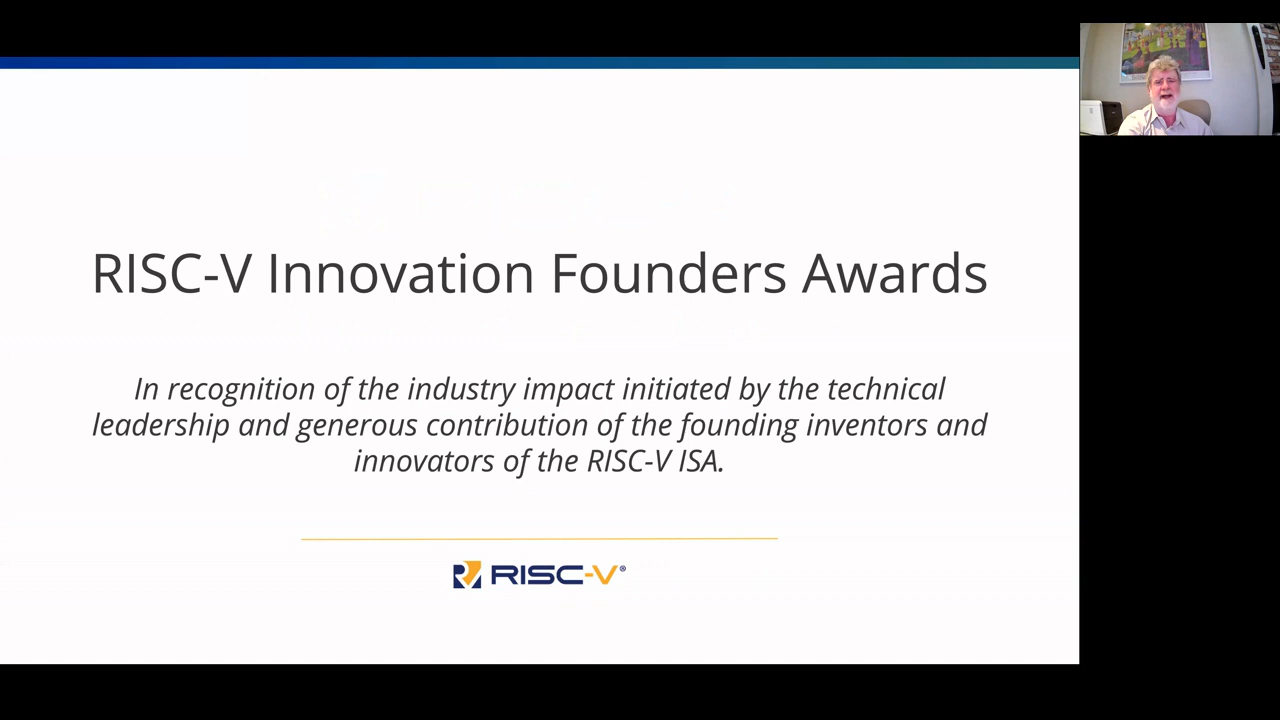 RISC-V Innovation Founders Awards
In recognition of the industry impact initiated by the technical
leadership and generous contribution of the founding inventors and
innovators of the RISC-V ISA.
RISC-V®